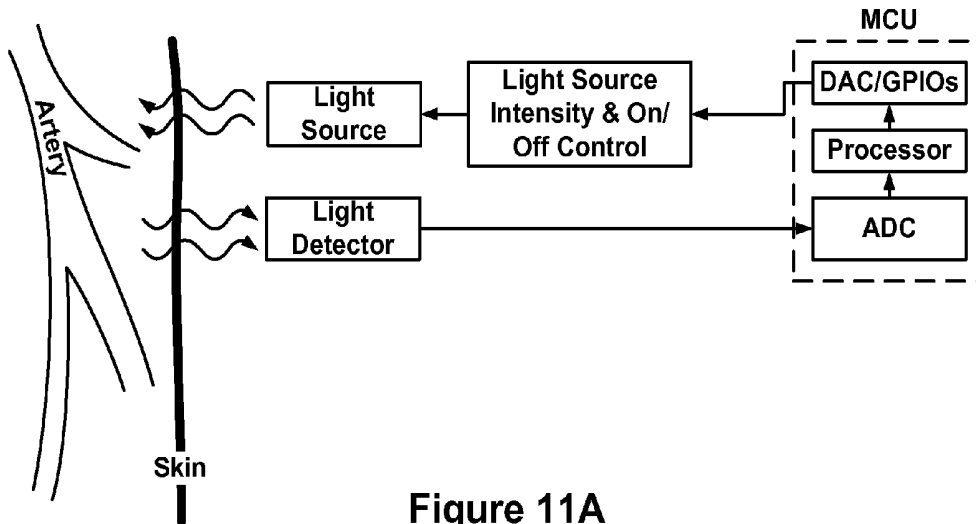 MCU
Light
Source
Light Source
Intensity & On/
Off Control
DAC/GPIOs
Processor
ADC
Light
Detector
Artery
Skin
Figure 11A